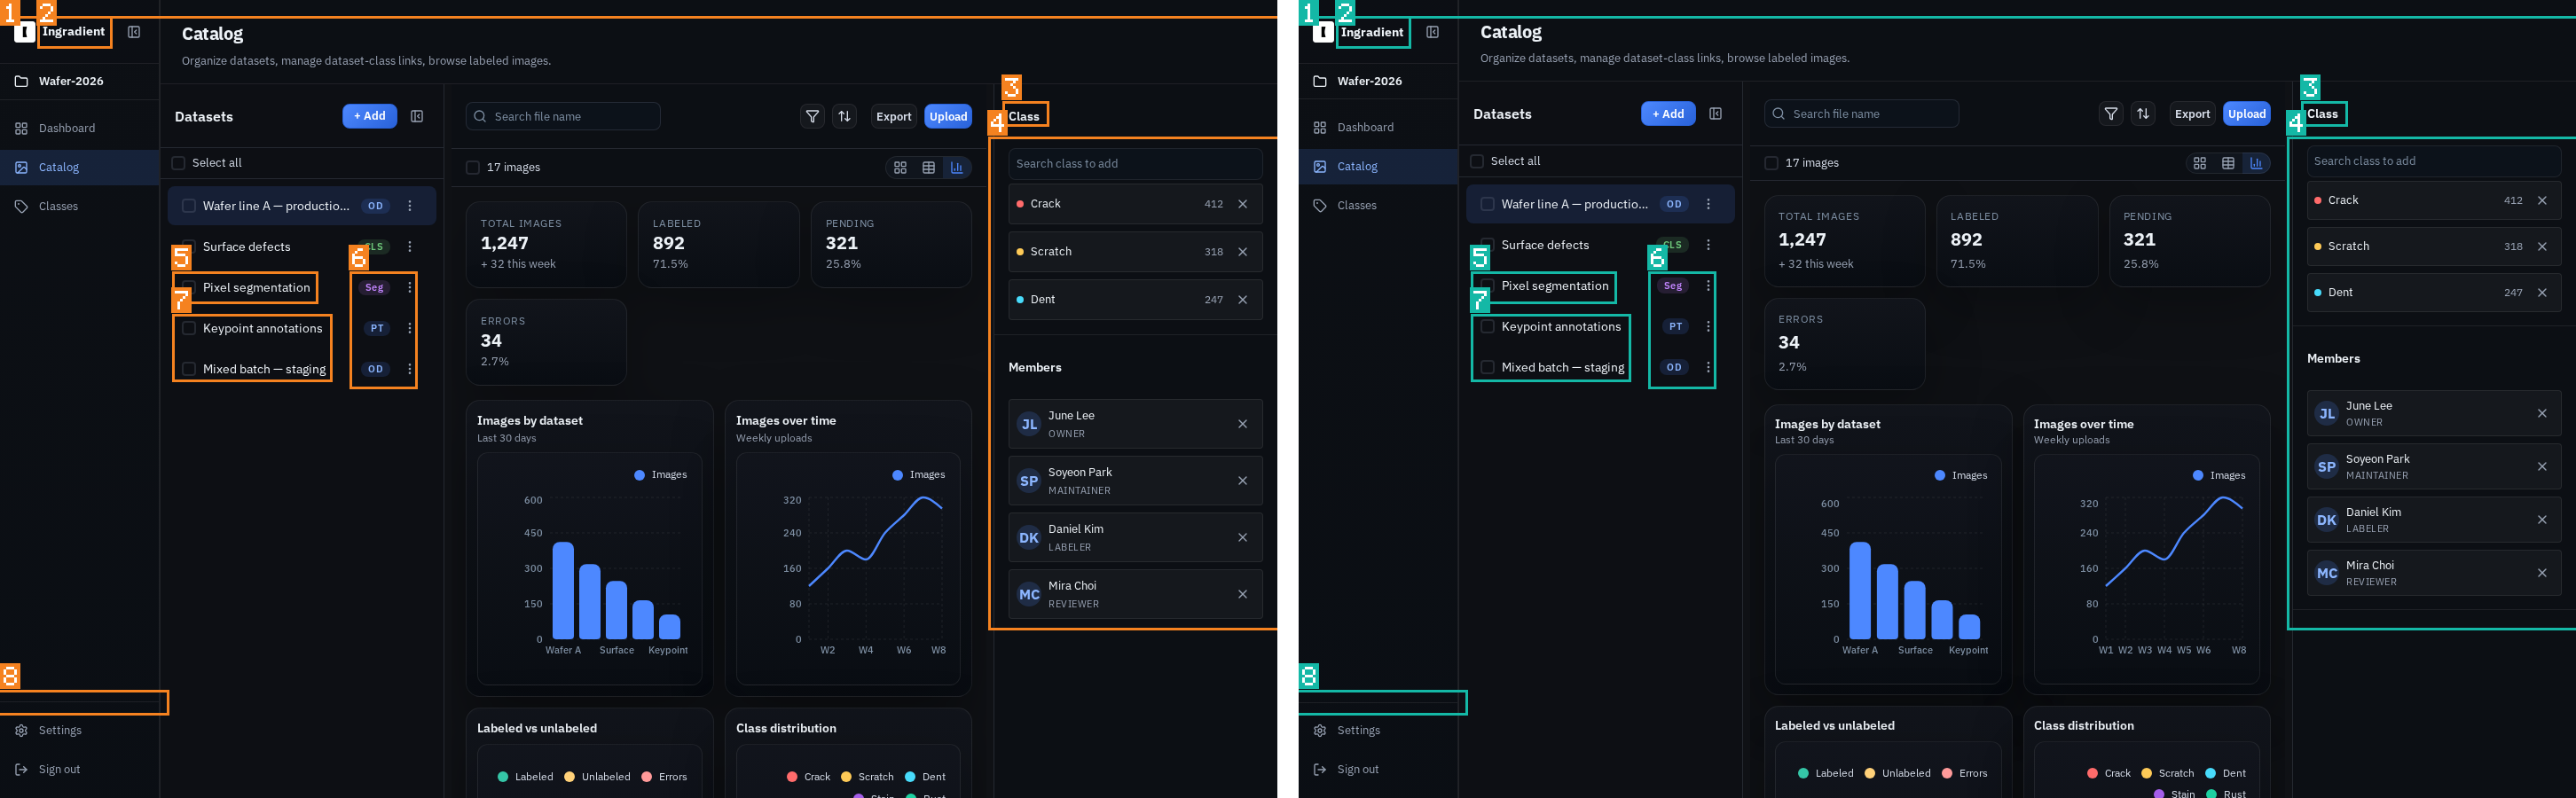 1 2
Ingradient
Catalog
Organize datasets, manage dataset-class links, browse labeled images.
Wafer-2026
Dashboard
Catalog
Classes
Datasets
+ Add
Select all
Wafer line A — productio... OD
Surface defects CLS
5 6
Pixel segmentation Seg
7
Keypoint annotations PT
Mixed batch — staging OD
8
Settings
Sign out
Search file name
Export Upload
17 images
TOTAL IMAGES
1,247
+ 32 this week
LABELED
892
71.5%
PENDING
321
25.8%
ERRORS
34
2.7%
Images by dataset
Last 30 days
Images
600
450
300
150
0
Wafer A Surface Keypoint
Images over time
Weekly uploads
Images
320
240
160
80
0
W2 W4 W6 W8
Labeled vs unlabeled
Labeled Unlabeled Errors
Class distribution
Crack Scratch Dent
Stain Rust
3
4
Class
Search class to add
Crack 412
Scratch 318
Dent 247
Members
JL June Lee
OWNER
SP Soyeon Park
MAINTAINER
DK Daniel Kim
LABELER
MC Mira Choi
REVIEWER
1 2
Ingradient
Catalog
Organize datasets, manage dataset-class links, browse labeled images.
Wafer-2026
Dashboard
Catalog
Classes
Datasets
+ Add
Select all
Wafer line A — productio... OD
Surface defects CLS
5 6
Pixel segmentation Seg
7
Keypoint annotations PT
Mixed batch — staging OD
8
Settings
Sign out
Search file name
Export Upload
17 images
TOTAL IMAGES
1,247
+ 32 this week
LABELED
892
71.5%
PENDING
321
25.8%
ERRORS
34
2.7%
Images by dataset
Last 30 days
Images
600
450
300
150
0
Wafer A Surface Keypoint
Images over time
Weekly uploads
Images
320
240
160
80
0
W1 W2 W3 W4 W5 W6 W8
Labeled vs unlabeled
Labeled Unlabeled Errors
Class distribution
Crack Scratch Dent
Stain Rust
3
4
Class
Search class to add
Crack 412
Scratch 318
Dent 247
Members
JL June Lee
OWNER
SP Soyeon Park
MAINTAINER
DK Daniel Kim
LABELER
MC Mira Choi
REVIEWER